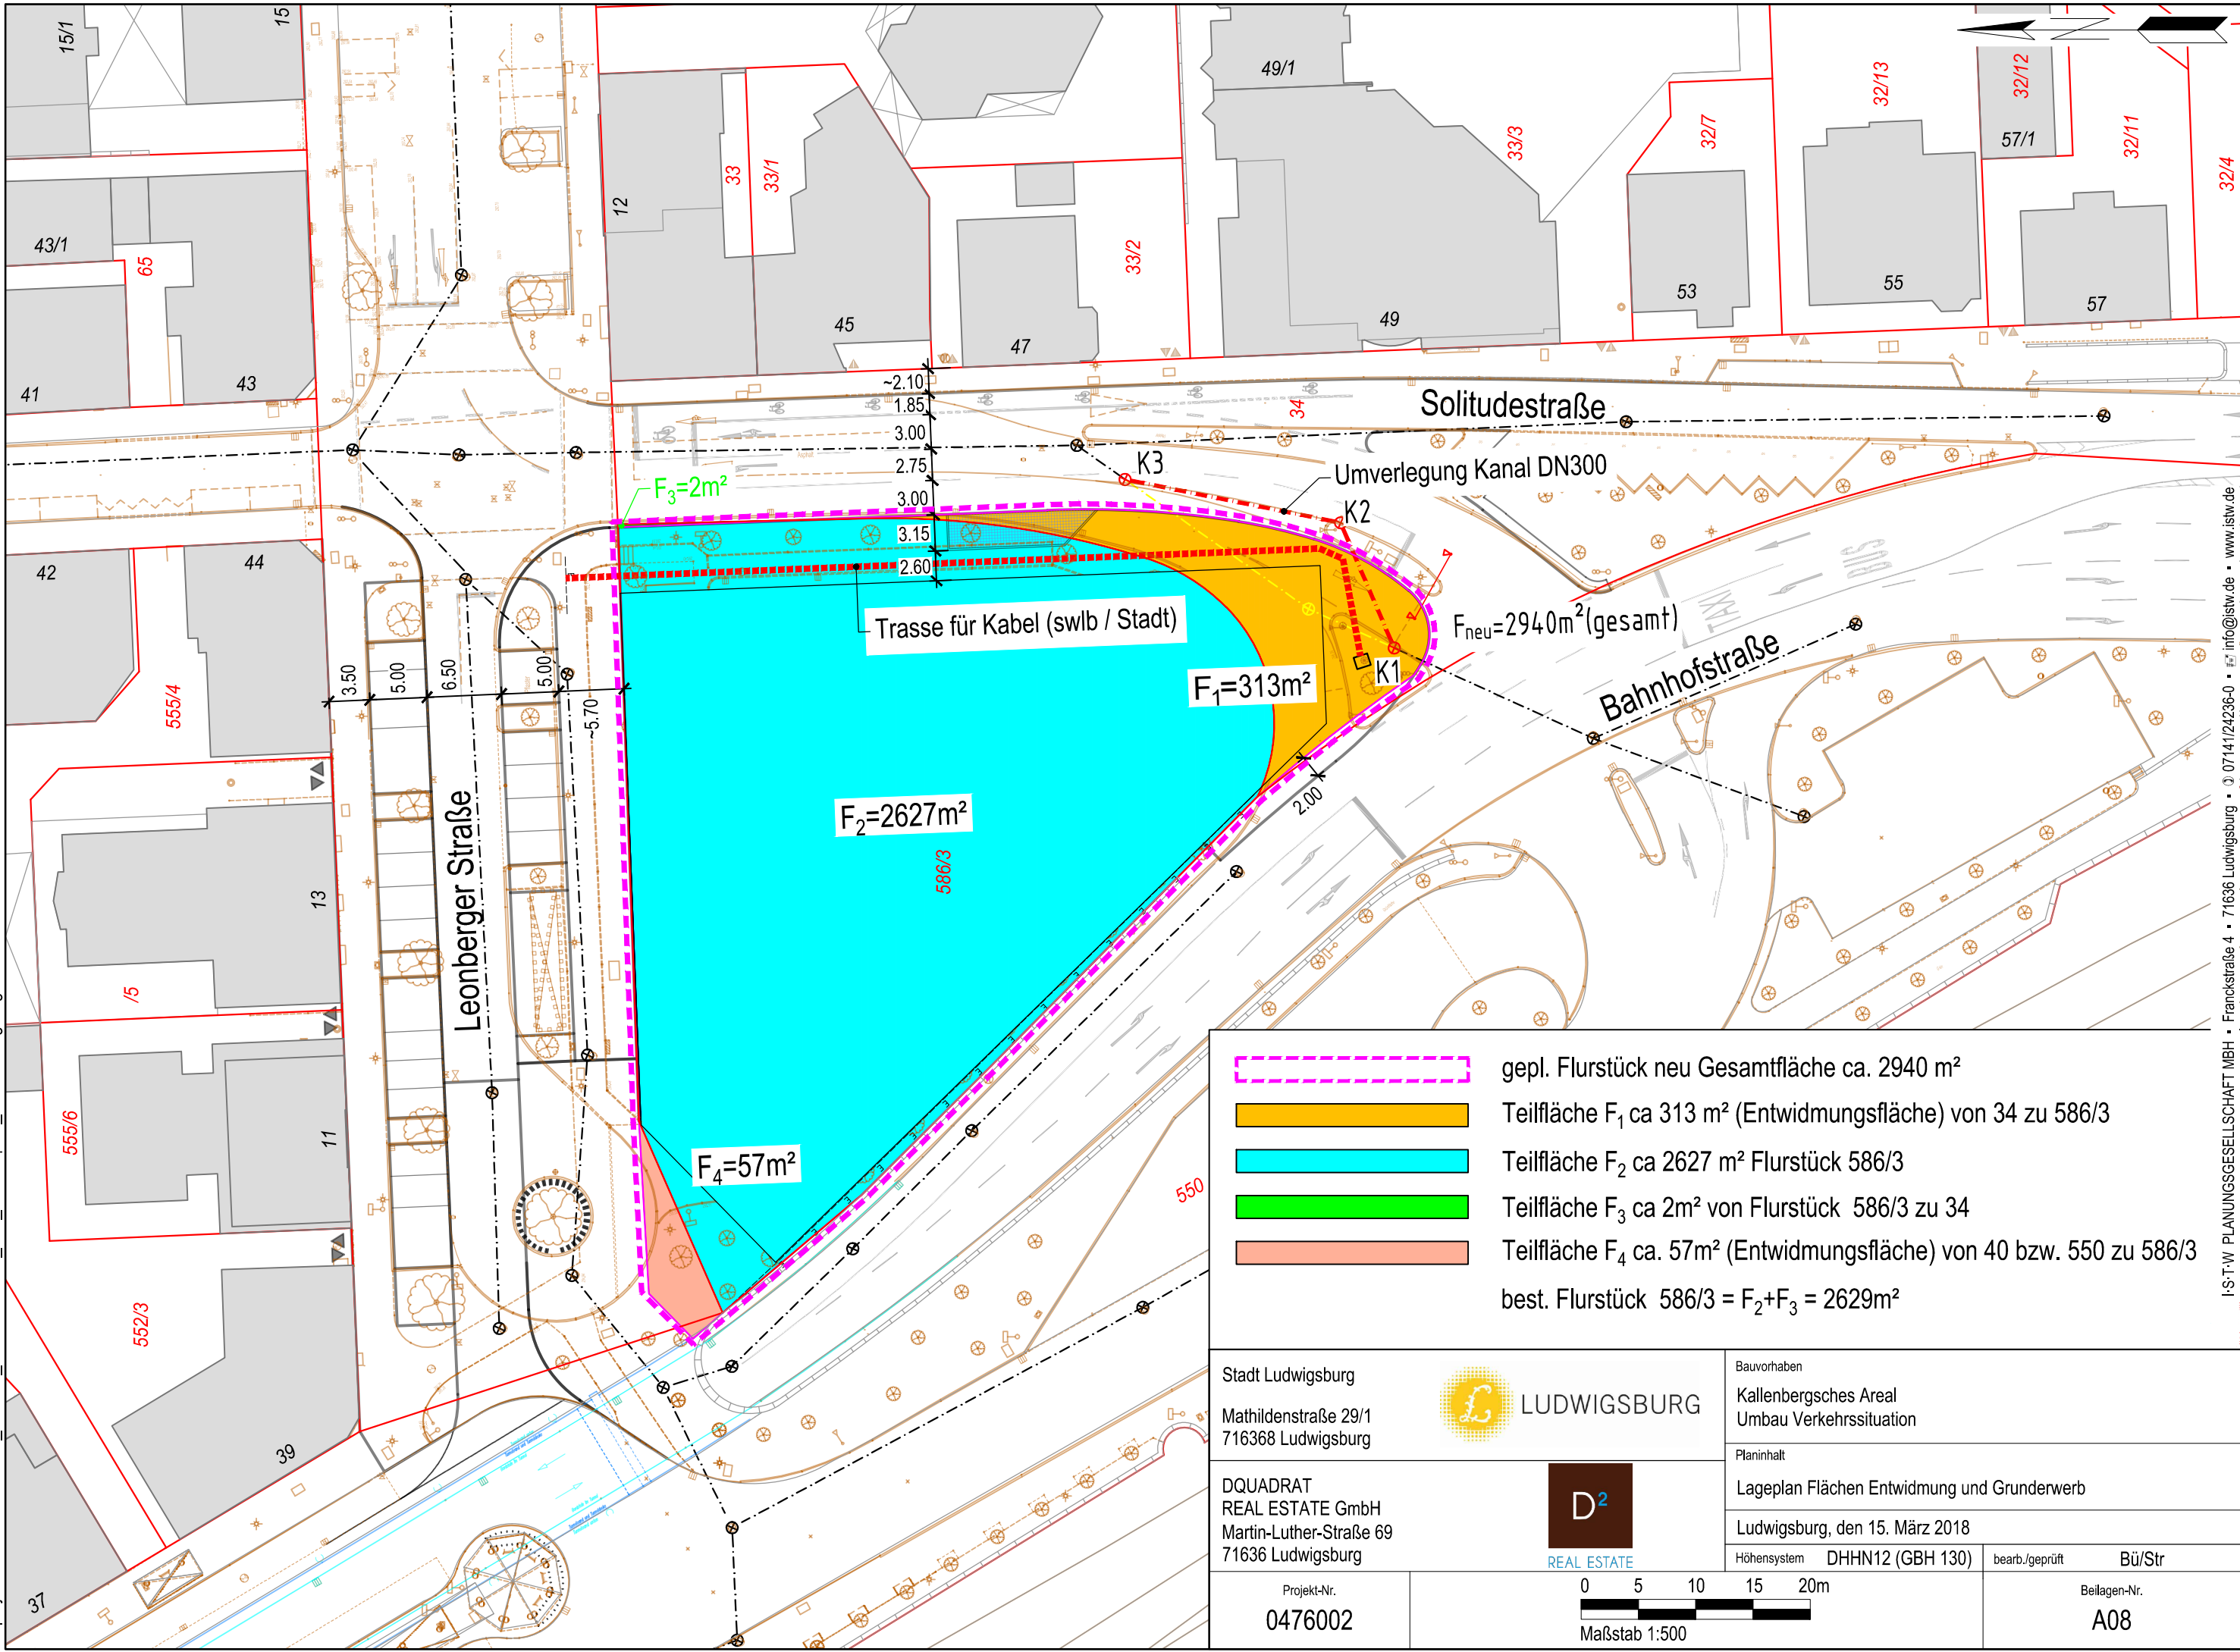 15/1
15
49/1
32/13
32/12
57/1
32/11
32/4
33/3
32/7
33
33/1
12
33/2
43/1
65
41
43
45
47
49
53
55
57
~2.10
1.85
3.00
2.75
3.00
3.15
2.60
34
Solitudestraße
K3
Umverlegung Kanal DN300
K2
F₃=2m²
42
44
Trasse für Kabel (swlb / Stadt)
BUS
TAXI
Fneu=2940m²(gesamt)
K1
F₁=313m²
Bahnhofstraße
3.50
5.00
6.50
5.00
~5.70
555/4
2.00
F₂=2627m²
586/3
Leonberger Straße
13
/5
11
555/6
F₄=57m²
550
552/3
39
37
gepl. Flurstück neu Gesamtfläche ca. 2940 m²
Teilfläche F₁ ca 313 m² (Entwidmungsfläche) von 34 zu 586/3
Teilfläche F₂ ca 2627 m² Flurstück 586/3
Teilfläche F₃ ca 2m² von Flurstück 586/3 zu 34
Teilfläche F₄ ca. 57m² (Entwidmungsfläche) von 40 bzw. 550 zu 586/3
best. Flurstück 586/3 = F₂+F₃ = 2629m²
Stadt Ludwigsburg
Mathildenstraße 29/1
716368 Ludwigsburg
LUDWIGSBURG
DQUADRAT
REAL ESTATE GmbH
Martin-Luther-Straße 69
71636 Ludwigsburg
D²
REAL ESTATE
Bauvorhaben
Kallenbergsches Areal
Umbau Verkehrssituation
Planinhalt
Lageplan Flächen Entwidmung und Grunderwerb
Ludwigsburg, den 15. März 2018
Höhensystem DHHN12 (GBH 130)
bearb./geprüft Bü/Str
Projekt-Nr.
0476002
0 5 10 15 20m
Maßstab 1:500
Beilagen-Nr.
A08
I·S·T·W PLANUNGSGESELLSCHAFT MBH ▪ Franckstraße 4 ▪ 71636 Ludwigsburg ▪ ✆ 07141/24236-0 ▪ info@istw.de ▪ www.istw.de